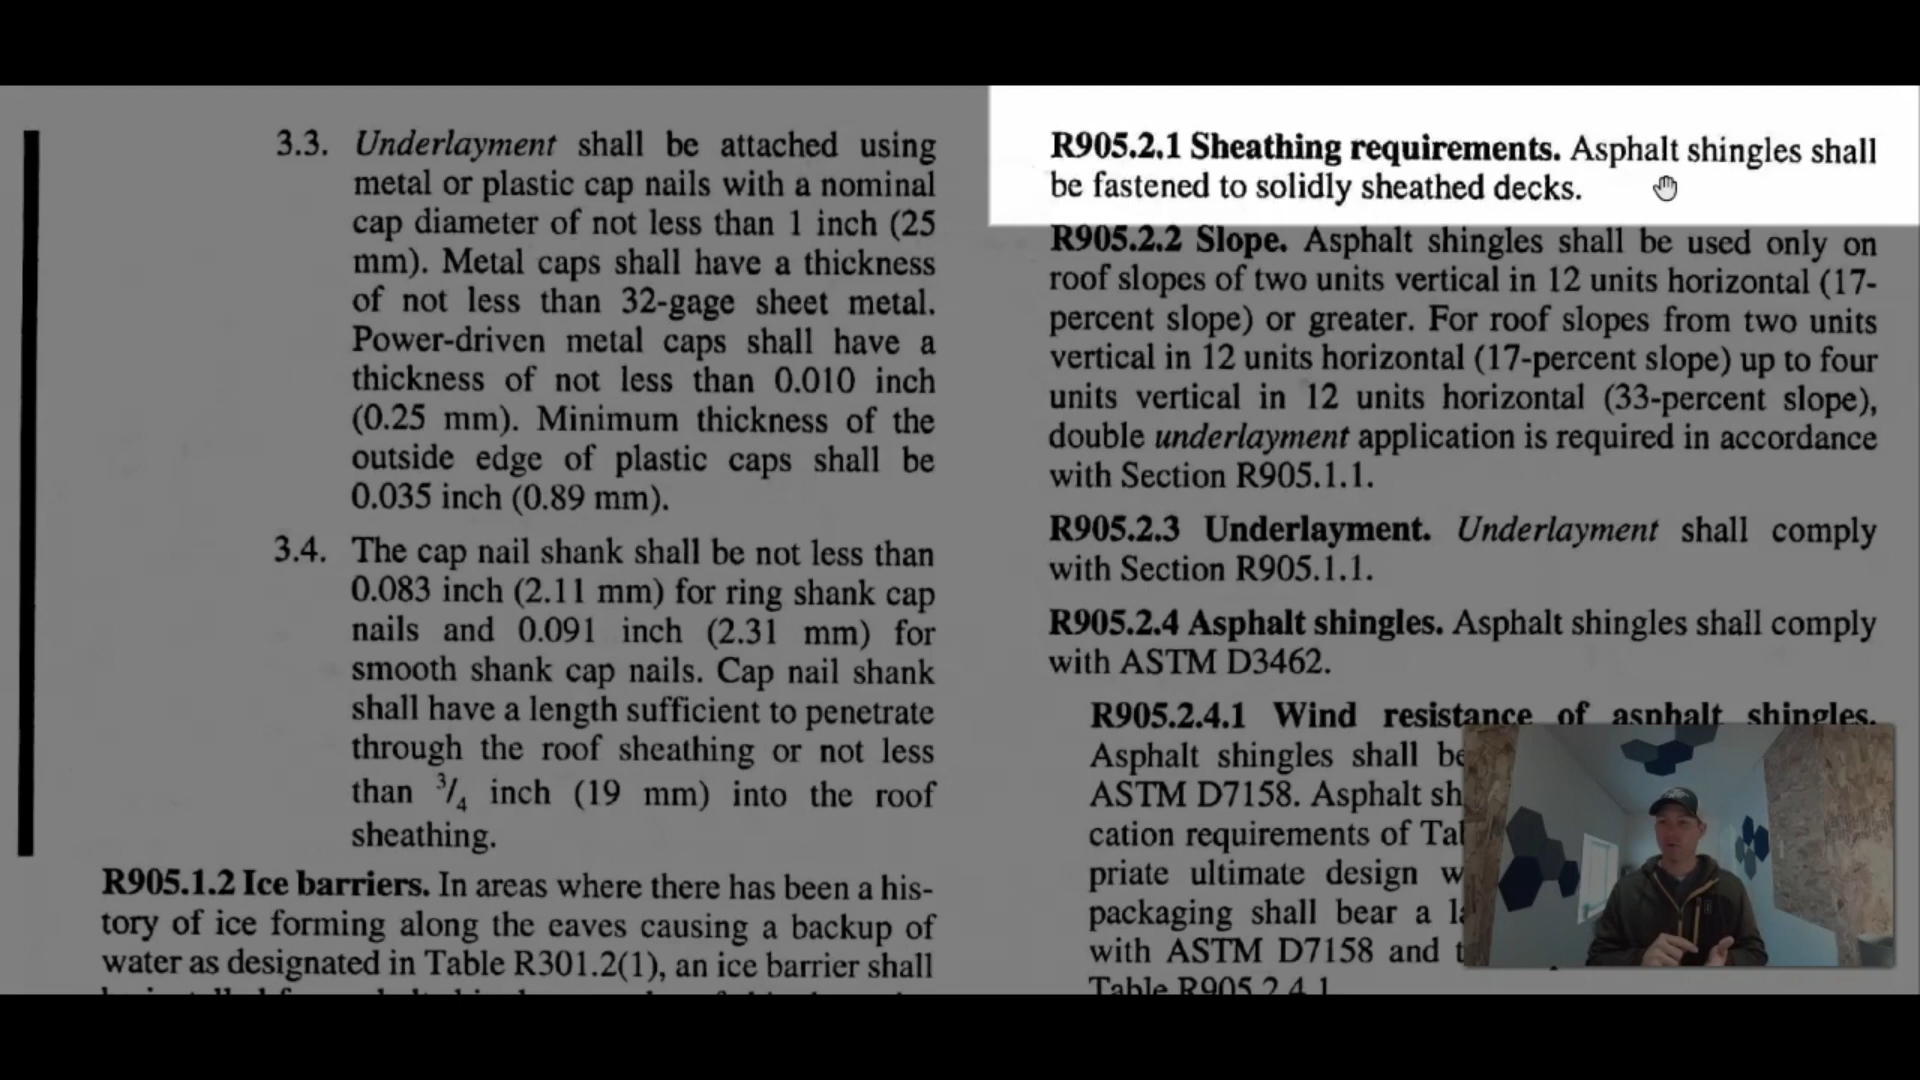 3.3. Underlayment shall be attached using
metal or plastic cap nails with a nominal
cap diameter of not less than 1 inch (25
mm). Metal caps shall have a thickness
of not less than 32-gage sheet metal.
Power-driven metal caps shall have a
thickness of not less than 0.010 inch
(0.25 mm). Minimum thickness of the
outside edge of plastic caps shall be
0.035 inch (0.89 mm).
3.4. The cap nail shank shall be not less than
0.083 inch (2.11 mm) for ring shank cap
nails and 0.091 inch (2.31 mm) for
smooth shank cap nails. Cap nail shank
shall have a length sufficient to penetrate
through the roof sheathing or not less
than 3/4 inch (19 mm) into the roof
sheathing.
R905.1.2 Ice barriers. In areas where there has been a his-
tory of ice forming along the eaves causing a backup of
water as designated in Table R301.2(1), an ice barrier shall
R905.2.1 Sheathing requirements. Asphalt shingles shall
be fastened to solidly sheathed decks.
R905.2.2 Slope. Asphalt shingles shall be used only on
roof slopes of two units vertical in 12 units horizontal (17-
percent slope) or greater. For roof slopes from two units
vertical in 12 units horizontal (17-percent slope) up to four
units vertical in 12 units horizontal (33-percent slope),
double underlayment application is required in accordance
with Section R905.1.1.
R905.2.3 Underlayment. Underlayment shall comply
with Section R905.1.1.
R905.2.4 Asphalt shingles. Asphalt shingles shall comply
with ASTM D3462.
R905.2.4.1 Wind resistance of asphalt shingles.
Asphalt shingles shall be
ASTM D7158. Asphalt sh
cation requirements of Tab
priate ultimate design w
packaging shall bear a la
with ASTM D7158 and t
Table R905.2.4.1